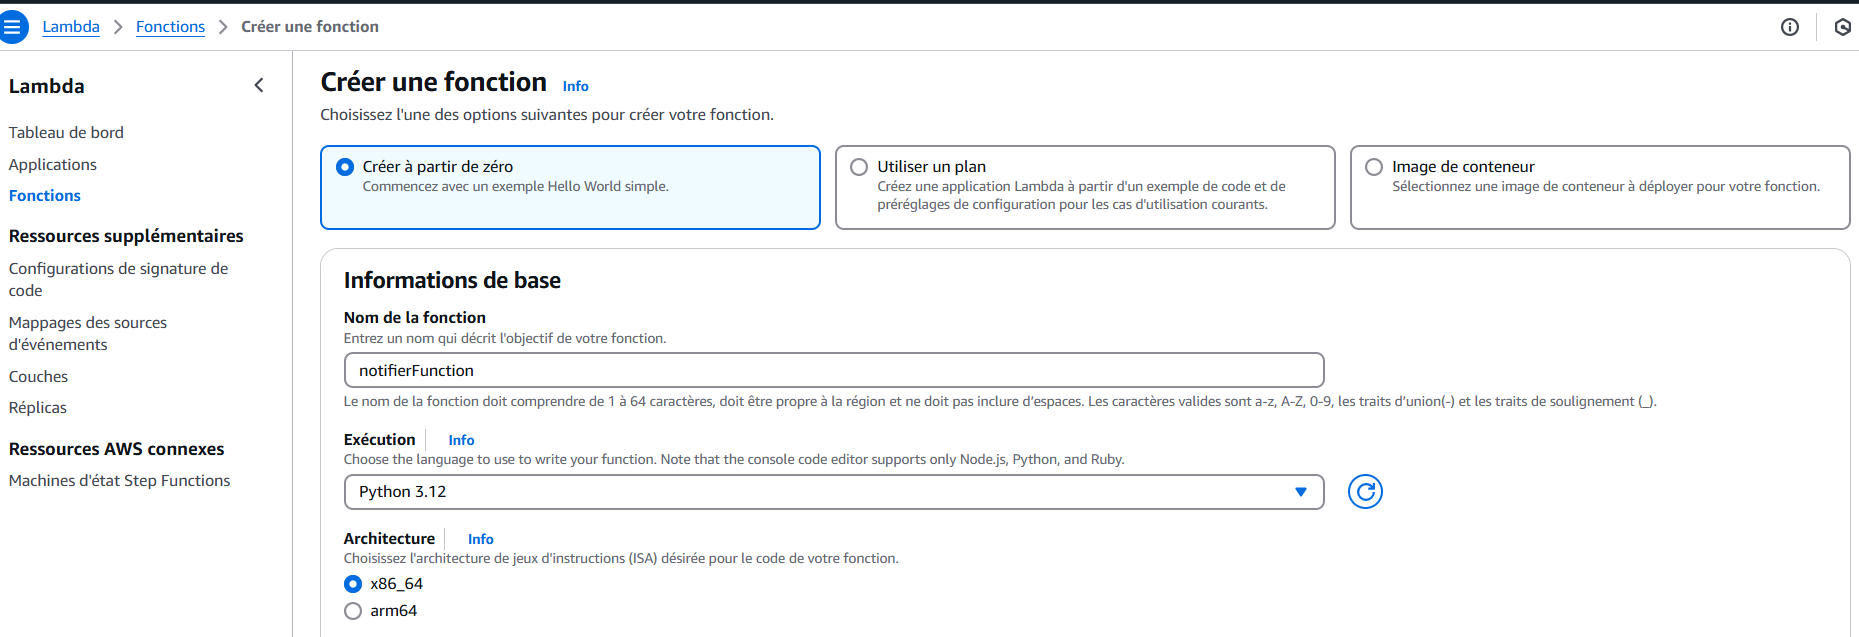 Lambda > Fonctions > Créer une fonction
Lambda
Tableau de bord
Applications
Fonctions
Ressources supplémentaires
Configurations de signature de
code
Mappages des sources
d'événements
Couches
Réplicas
Ressources AWS connexes
Machines d'état Step Functions
Créer une fonction Info
Choisissez l'une des options suivantes pour créer votre fonction.
Créer à partir de zéro
Commencez avec un exemple Hello World simple.
Utiliser un plan
Créez une application Lambda à partir d'un exemple de code et de
préréglages de configuration pour les cas d'utilisation courants.
Image de conteneur
Sélectionnez une image de conteneur à déployer pour votre fonction.
Informations de base
Nom de la fonction
Entrez un nom qui décrit l'objectif de votre fonction.
notifierFunction
Le nom de la fonction doit comprendre de 1 à 64 caractères, doit être propre à la région et ne doit pas inclure d’espaces. Les caractères valides sont a-z, A-Z, 0-9, les traits d’union(-) et les traits de soulignement (_).
Exécution Info
Choose the language to use to write your function. Note that the console code editor supports only Node.js, Python, and Ruby.
Python 3.12
Architecture Info
Choisissez l'architecture de jeux d'instructions (ISA) désirée pour le code de votre fonction.
x86_64
arm64